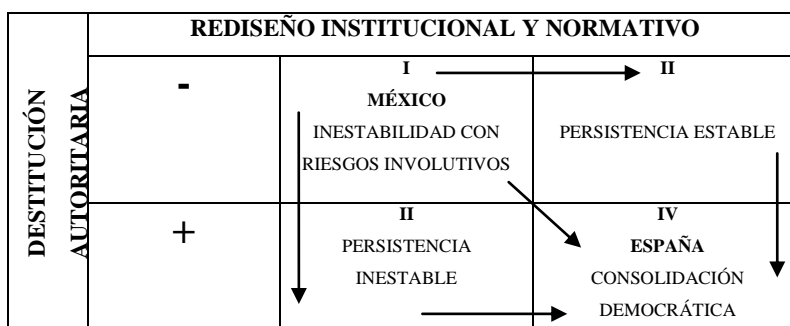 REDISEÑO INSTITUCIONAL Y NORMATIVO
DESTITUCIÓN
AUTORITARIA
-
I
MÉXICO
INESTABILIDAD CON
RIESGOS INVOLUTIVOS
II
PERSISTENCIA ESTABLE
+
II
PERSISTENCIA
INESTABLE
IV
ESPAÑA
CONSOLIDACIÓN
DEMOCRÁTICA